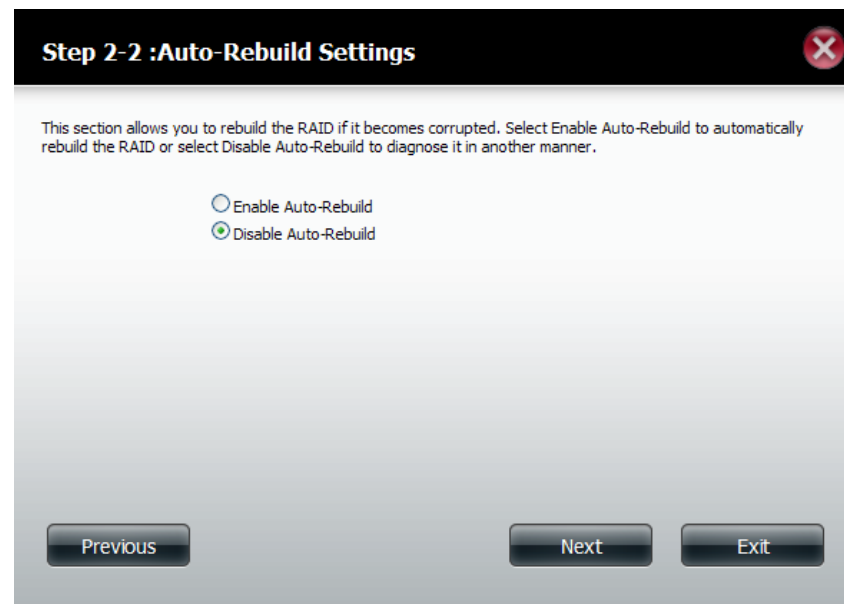 Step 2-2 :Auto-Rebuild Settings
This section allows you to rebuild the RAID if it becomes corrupted. Select Enable Auto-Rebuild to automatically
rebuild the RAID or select Disable Auto-Rebuild to diagnose it in another manner.
Enable Auto-Rebuild
Disable Auto-Rebuild
Previous
Next
Exit